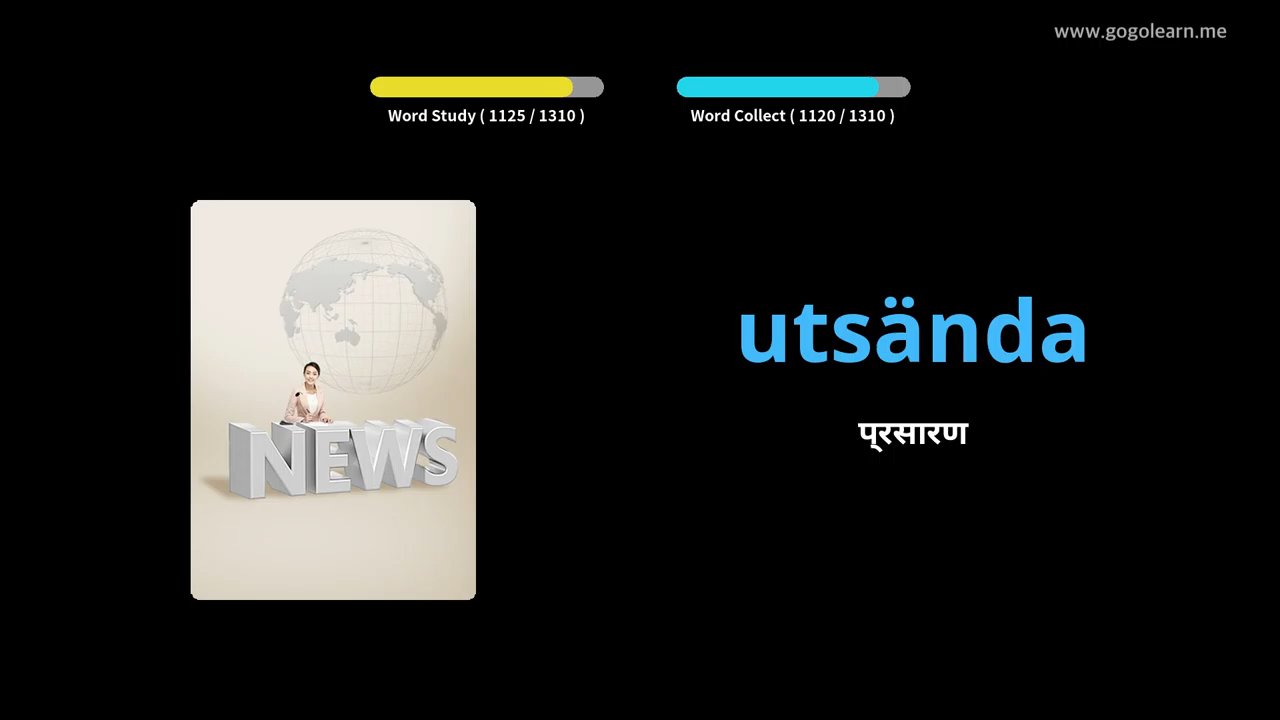 www.gogolearn.me
Word Study ( 1125 / 1310 )
Word Collect ( 1120 / 1310 )
utsända
प्रसारण
NEWS